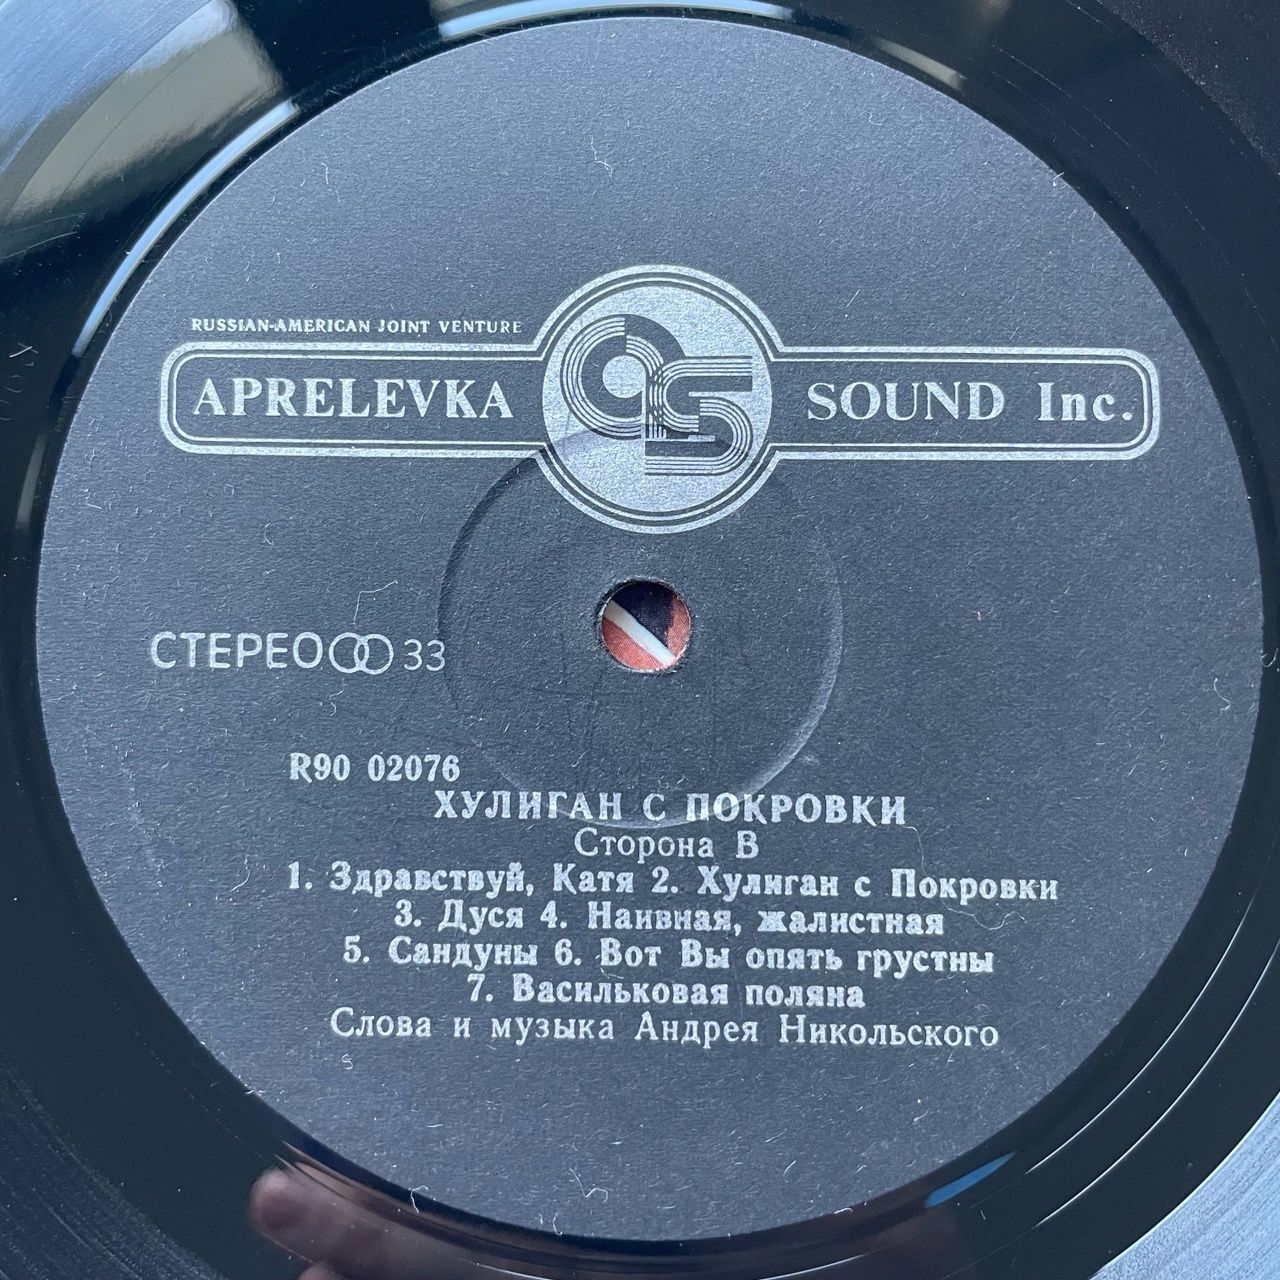 RUSSIAN-AMERICAN JOINT VENTURE
APRELEVKA SOUND Inc.
СТЕРЕО 33
R90 02076
ХУЛИГАН С ПОКРОВКИ
Сторона В
1. Здравствуй, Катя 2. Хулиган с Покровки
3. Дуся 4. Наивная, жалистная
5. Сандуны 6. Вот Вы опять грустны
7. Васильковая поляна
Слова и музыка Андрея Никольского